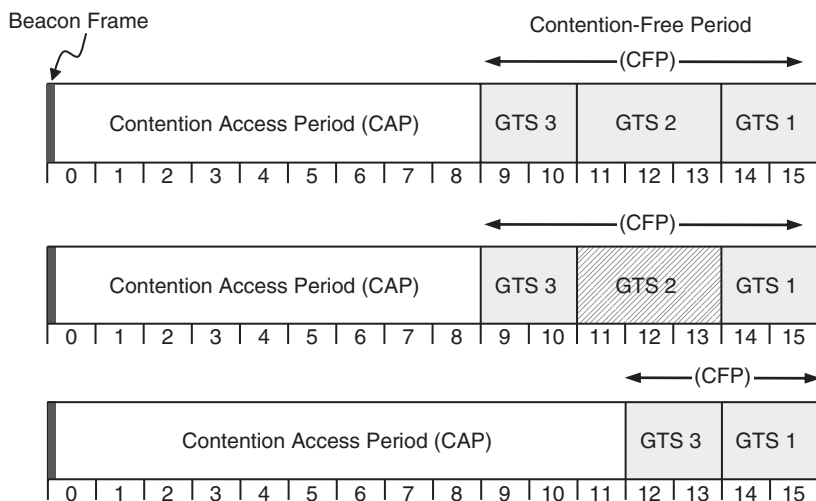 Beacon Frame
Contention-Free Period
(CFP)
Contention Access Period (CAP) GTS 3 GTS 2 GTS 1
0 1 2 3 4 5 6 7 8 9 10 11 12 13 14 15
(CFP)
Contention Access Period (CAP) GTS 3 GTS 2 GTS 1
0 1 2 3 4 5 6 7 8 9 10 11 12 13 14 15
(CFP)
Contention Access Period (CAP) GTS 3 GTS 1
0 1 2 3 4 5 6 7 8 9 10 11 12 13 14 15